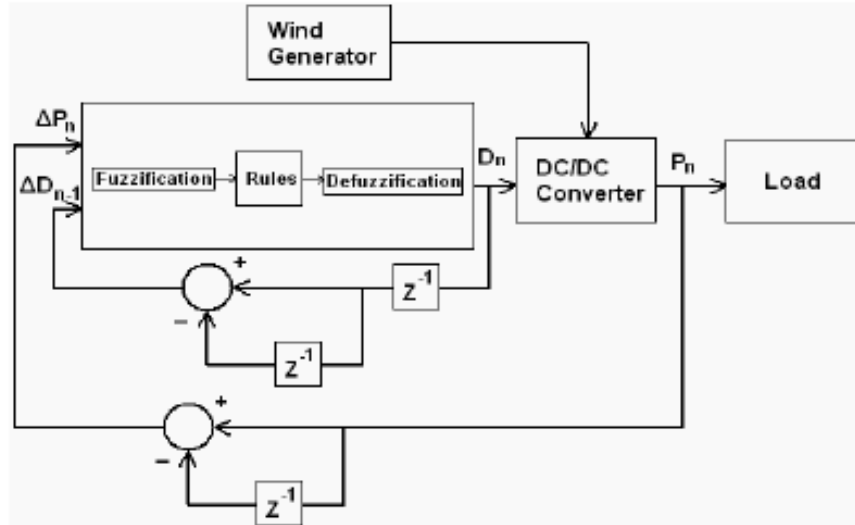 Wind
Generator
ΔPₙ
Dₙ
DC/DC
Converter
Pₙ
Load
Fuzzification
Rules
Defuzzification
ΔDₙ₋₁
+
Z⁻¹
−
Z⁻¹
+
−
Z⁻¹